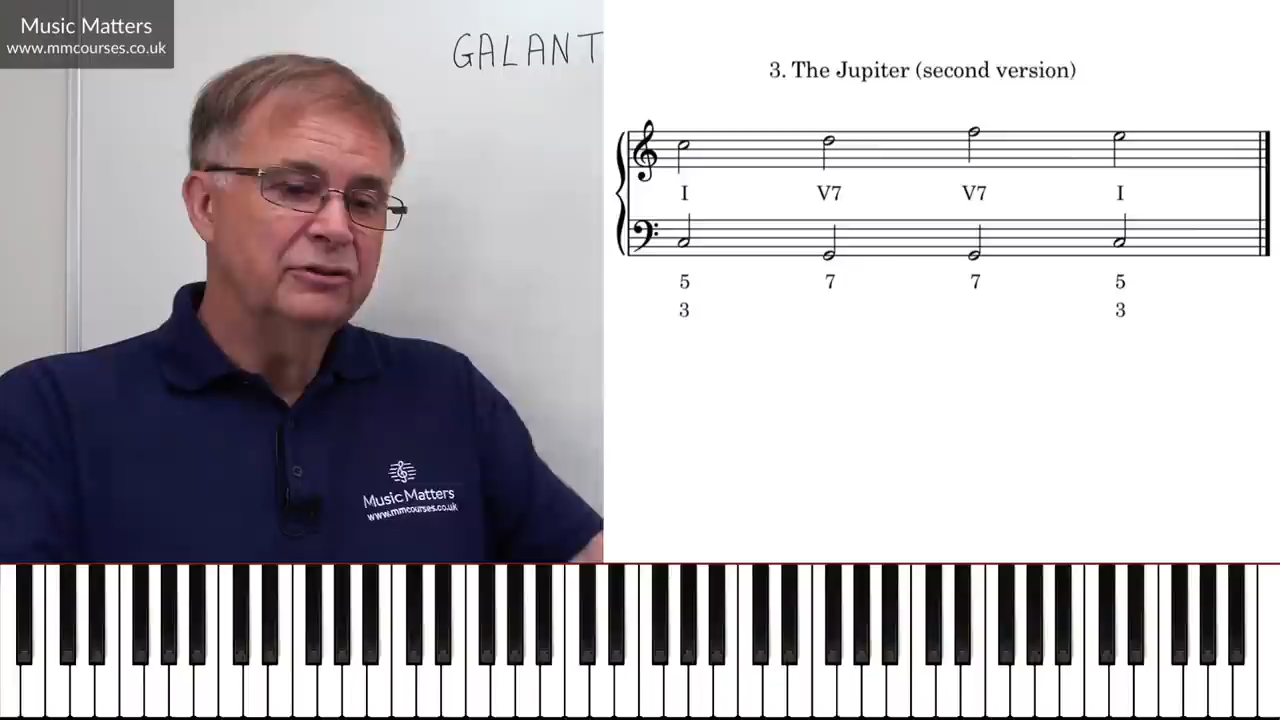 Music Matters
www.mmcourses.co.uk
GALANT
3. The Jupiter (second version)
I V7 V7 I
5 7 7 5
3 3
Music Matters
www.mmcourses.co.uk